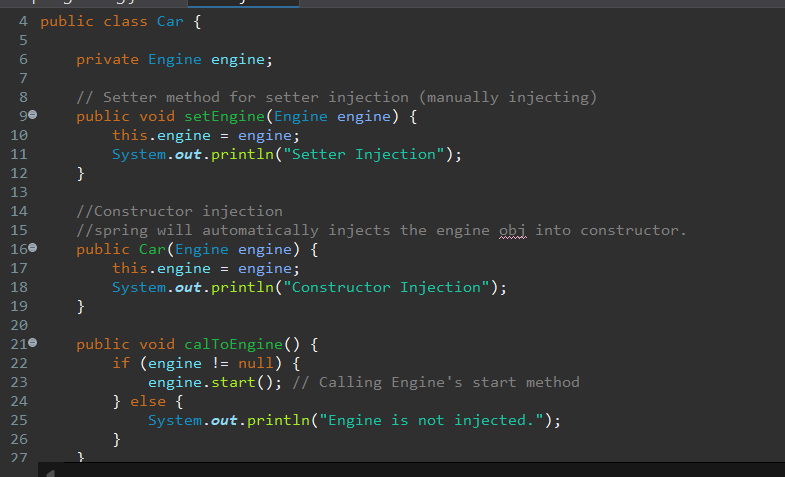 4 public class Car {
5
6     private Engine engine;
7
8     // Setter method for setter injection (manually injecting)
9     public void setEngine(Engine engine) {
10         this.engine = engine;
11         System.out.println("Setter Injection");
12     }
13
14     //Constructor injection
15     //spring will automatically injects the engine obj into constructor.
16     public Car(Engine engine) {
17         this.engine = engine;
18         System.out.println("Constructor Injection");
19     }
20
21     public void calToEngine() {
22         if (engine != null) {
23             engine.start(); // Calling Engine's start method
24         } else {
25             System.out.println("Engine is not injected.");
26         }
27     }